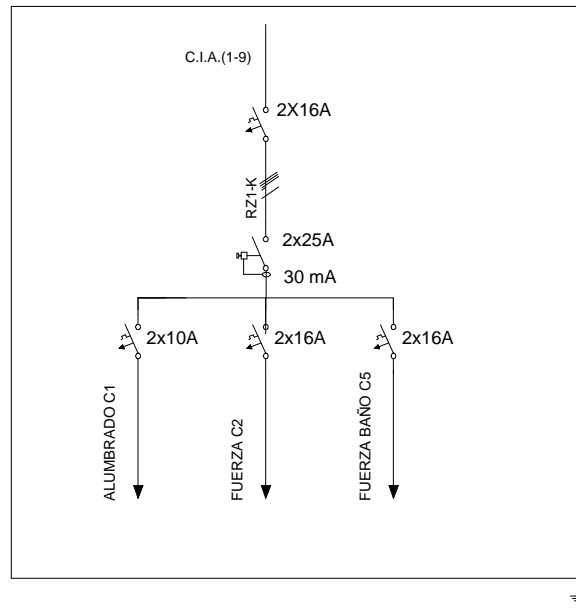 C.I.A.(1-9)
2X16A
RZ1-K
2x25A
30 mA
2x10A
2x16A
2x16A
ALUMBRADO C1
FUERZA C2
FUERZA BAÑO C5